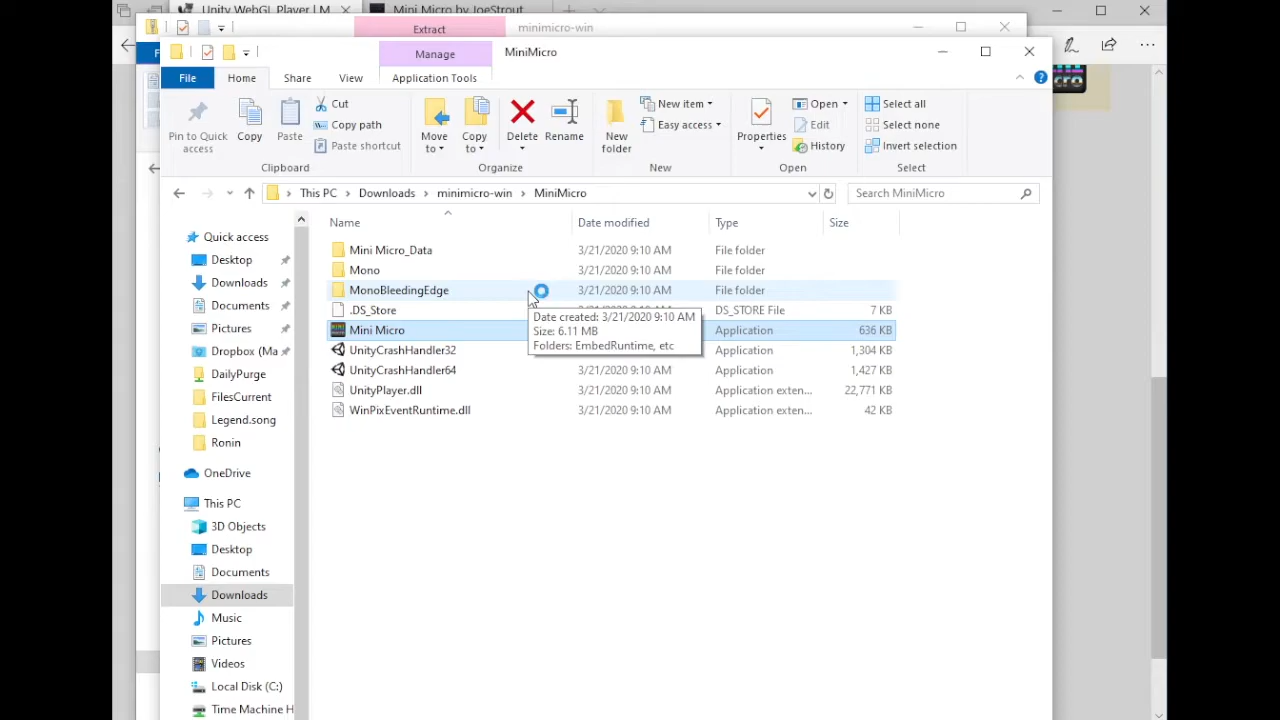 Unity WebGL Player | M
Mini Micro by JoeStrout
Extract
minimicro-win
Manage
MiniMicro
File
Home
Share
View
Application Tools
Pin to Quick access
Copy
Paste
Cut
Copy path
Paste shortcut
Clipboard
Move to
Copy to
Delete
Rename
Organize
New folder
New item
Easy access
New
Properties
Open
Edit
History
Open
Select all
Select none
Invert selection
Select
This PC > Downloads > minimicro-win > MiniMicro
Search MiniMicro
Name
Date modified
Type
Size
Quick access
Desktop
Downloads
Documents
Pictures
Dropbox (Ma
DailyPurge
FilesCurrent
Legend.song
Ronin
OneDrive
This PC
3D Objects
Desktop
Documents
Downloads
Music
Pictures
Videos
Local Disk (C:)
Time Machine H
Mini Micro_Data 3/21/2020 9:10 AM File folder
Mono 3/21/2020 9:10 AM File folder
MonoBleedingEdge 3/21/2020 9:10 AM File folder
.DS_Store DS_STORE File 7 KB
Mini Micro Application 636 KB
UnityCrashHandler32 3/21/2020 9:10 AM Application 1,304 KB
UnityCrashHandler64 3/21/2020 9:10 AM Application 1,427 KB
UnityPlayer.dll 3/21/2020 9:10 AM Application exten... 22,771 KB
WinPixEventRuntime.dll 3/21/2020 9:10 AM Application exten... 42 KB
Date created: 3/21/2020 9:10 AM
Size: 6.11 MB
Folders: EmbedRuntime, etc
cro